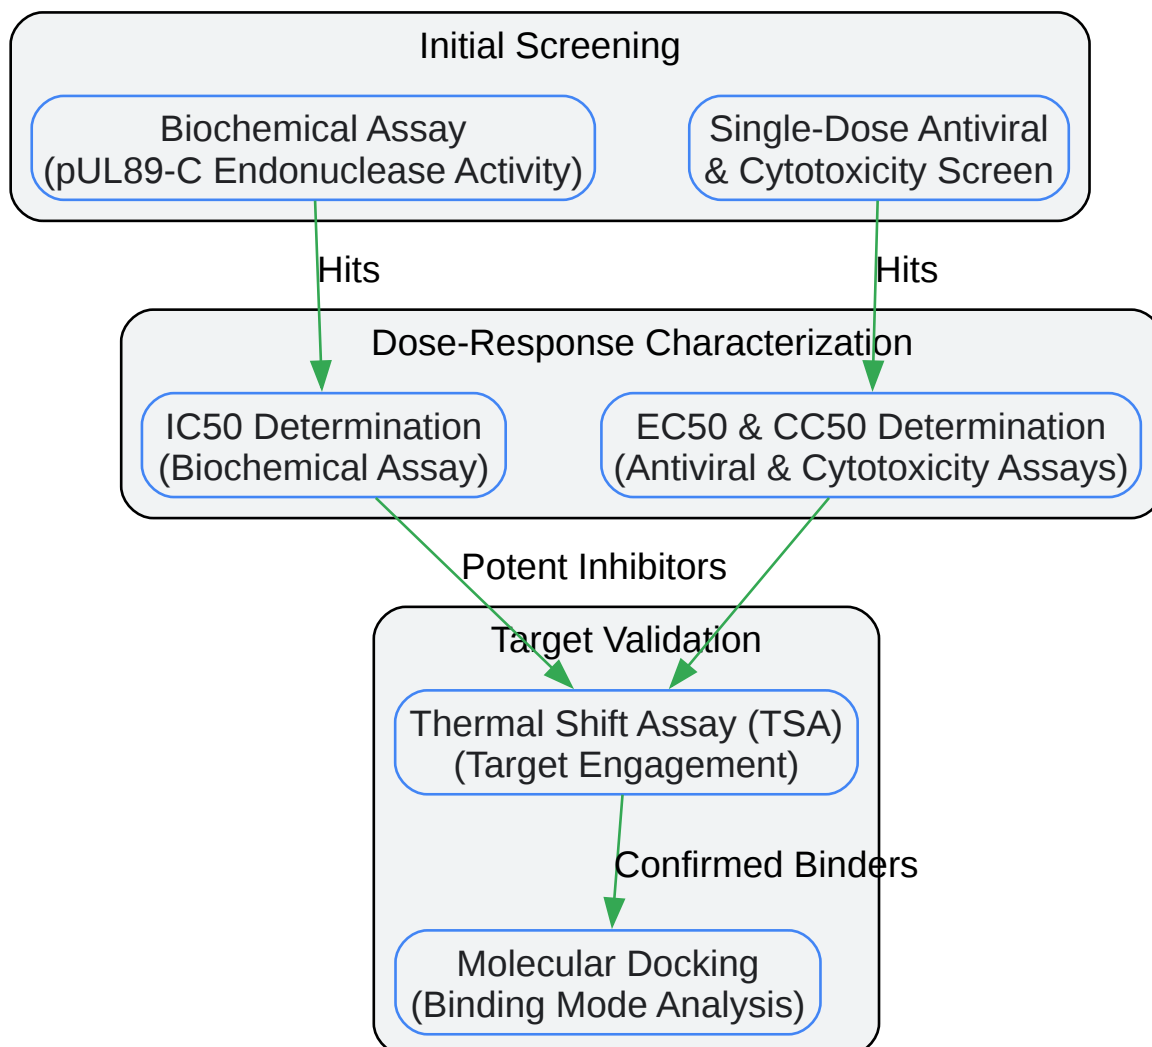 Initial Screening
Biochemical Assay
(pUL89-C Endonuclease Activity)
Single-Dose Antiviral
& Cytotoxicity Screen
Hits
Hits
Dose-Response Characterization
IC50 Determination
(Biochemical Assay)
EC50 & CC50 Determination
(Antiviral & Cytotoxicity Assays)
Potent Inhibitors
Target Validation
Thermal Shift Assay (TSA)
(Target Engagement)
Confirmed Binders
Molecular Docking
(Binding Mode Analysis)